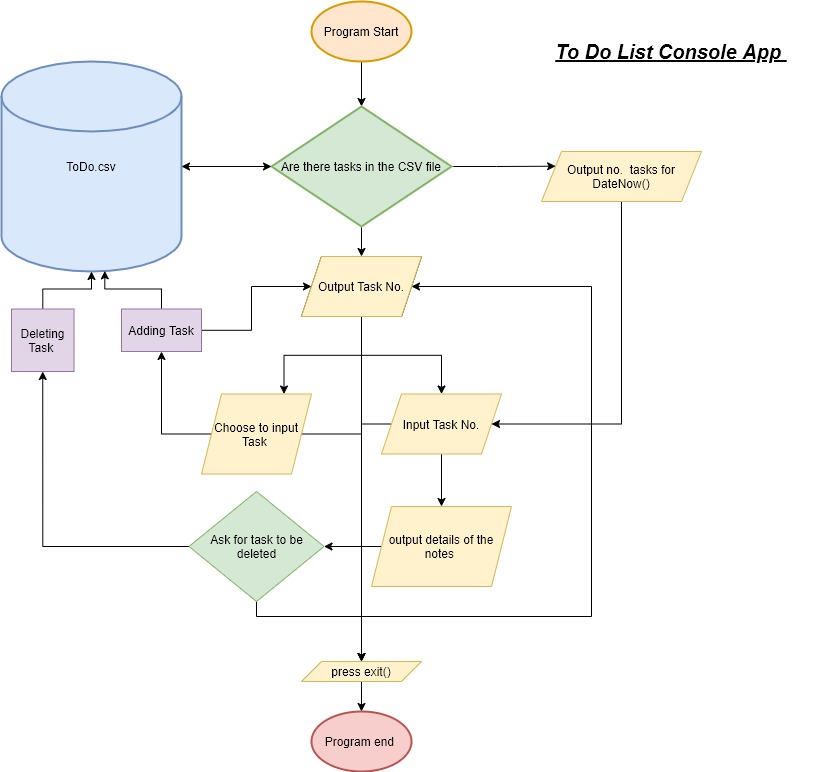 Program Start
To Do List Console App
ToDo.csv
Are there tasks in the CSV file
Output no.  tasks for
DateNow()
Output Task No.
Deleting
Task
Adding Task
Choose to input
Task
Input Task No.
Ask for task to be
deleted
output details of the
notes
press exit()
Program end